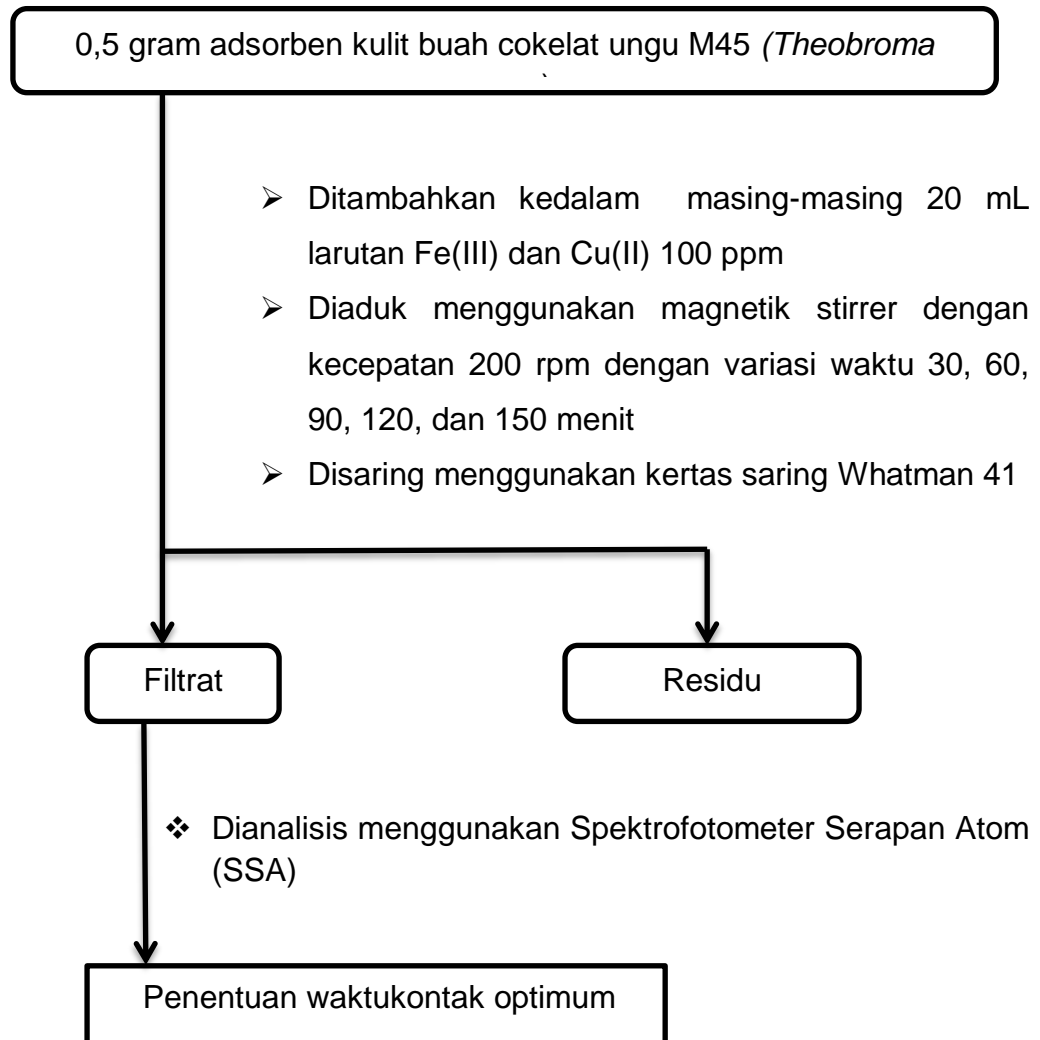 0,5 gram adsorben kulit buah cokelat ungu M45 (Theobroma
➢ Ditambahkan kedalam masing-masing 20 mL
larutan Fe(III) dan Cu(II) 100 ppm
➢ Diaduk menggunakan magnetik stirrer dengan
kecepatan 200 rpm dengan variasi waktu 30, 60,
90, 120, dan 150 menit
➢ Disaring menggunakan kertas saring Whatman 41
Filtrat
Residu
❖ Dianalisis menggunakan Spektrofotometer Serapan Atom
(SSA)
Penentuan waktukontak optimum